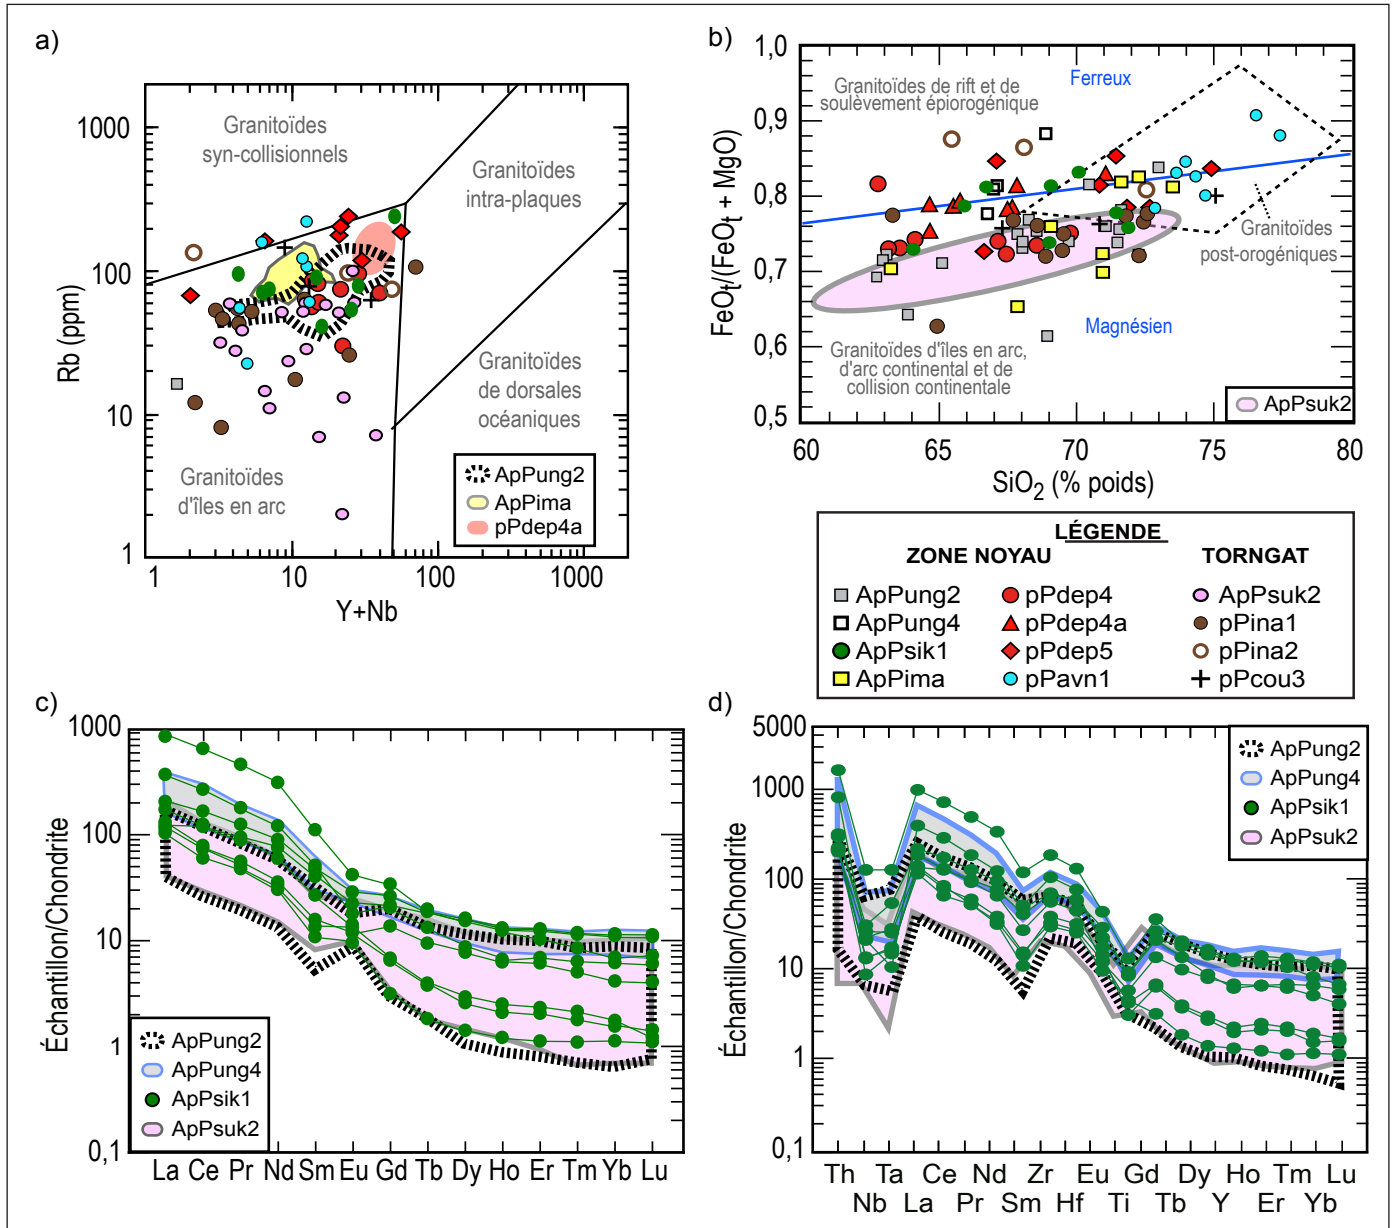 a)
1000
100
10
1
Rb (ppm)
1
10
100
1000
Y+Nb
Granitoïdes
syn-collisionnels
Granitoïdes
intra-plaques
Granitoïdes
de dorsales
océaniques
Granitoïdes
d'îles en arc
ApPung2
ApPima
pPdep4a
b)
1,0
0,9
0,8
0,7
0,6
0,5
FeOt/(FeOt + MgO)
60
65
70
75
80
SiO2 (% poids)
Granitoïdes de rift et de
soulèvement épiorogénique
Ferreux
Granitoïdes
post-orogéniques
Magnésien
Granitoïdes d'îles en arc,
d'arc continental et de
collision continentale
ApPsuk2
LÉGENDE
ZONE NOYAU
TORNGAT
ApPung2
pPdep4
ApPsuk2
ApPung4
pPdep4a
pPina1
ApPsik1
pPdep5
pPina2
ApPima
pPavn1
pPcou3
c)
1000
100
10
1
0,1
Échantillon/Chondrite
ApPung2
ApPung4
ApPsik1
ApPsuk2
La Ce Pr Nd Sm Eu Gd Tb Dy Ho Er Tm Yb Lu
d)
5000
1000
100
10
1
0,1
Échantillon/Chondrite
ApPung2
ApPung4
ApPsik1
ApPsuk2
Th Ta Ce Nd Zr Eu Gd Dy Ho Tm Lu
Nb La Pr Sm Hf Ti Tb Y Er Yb